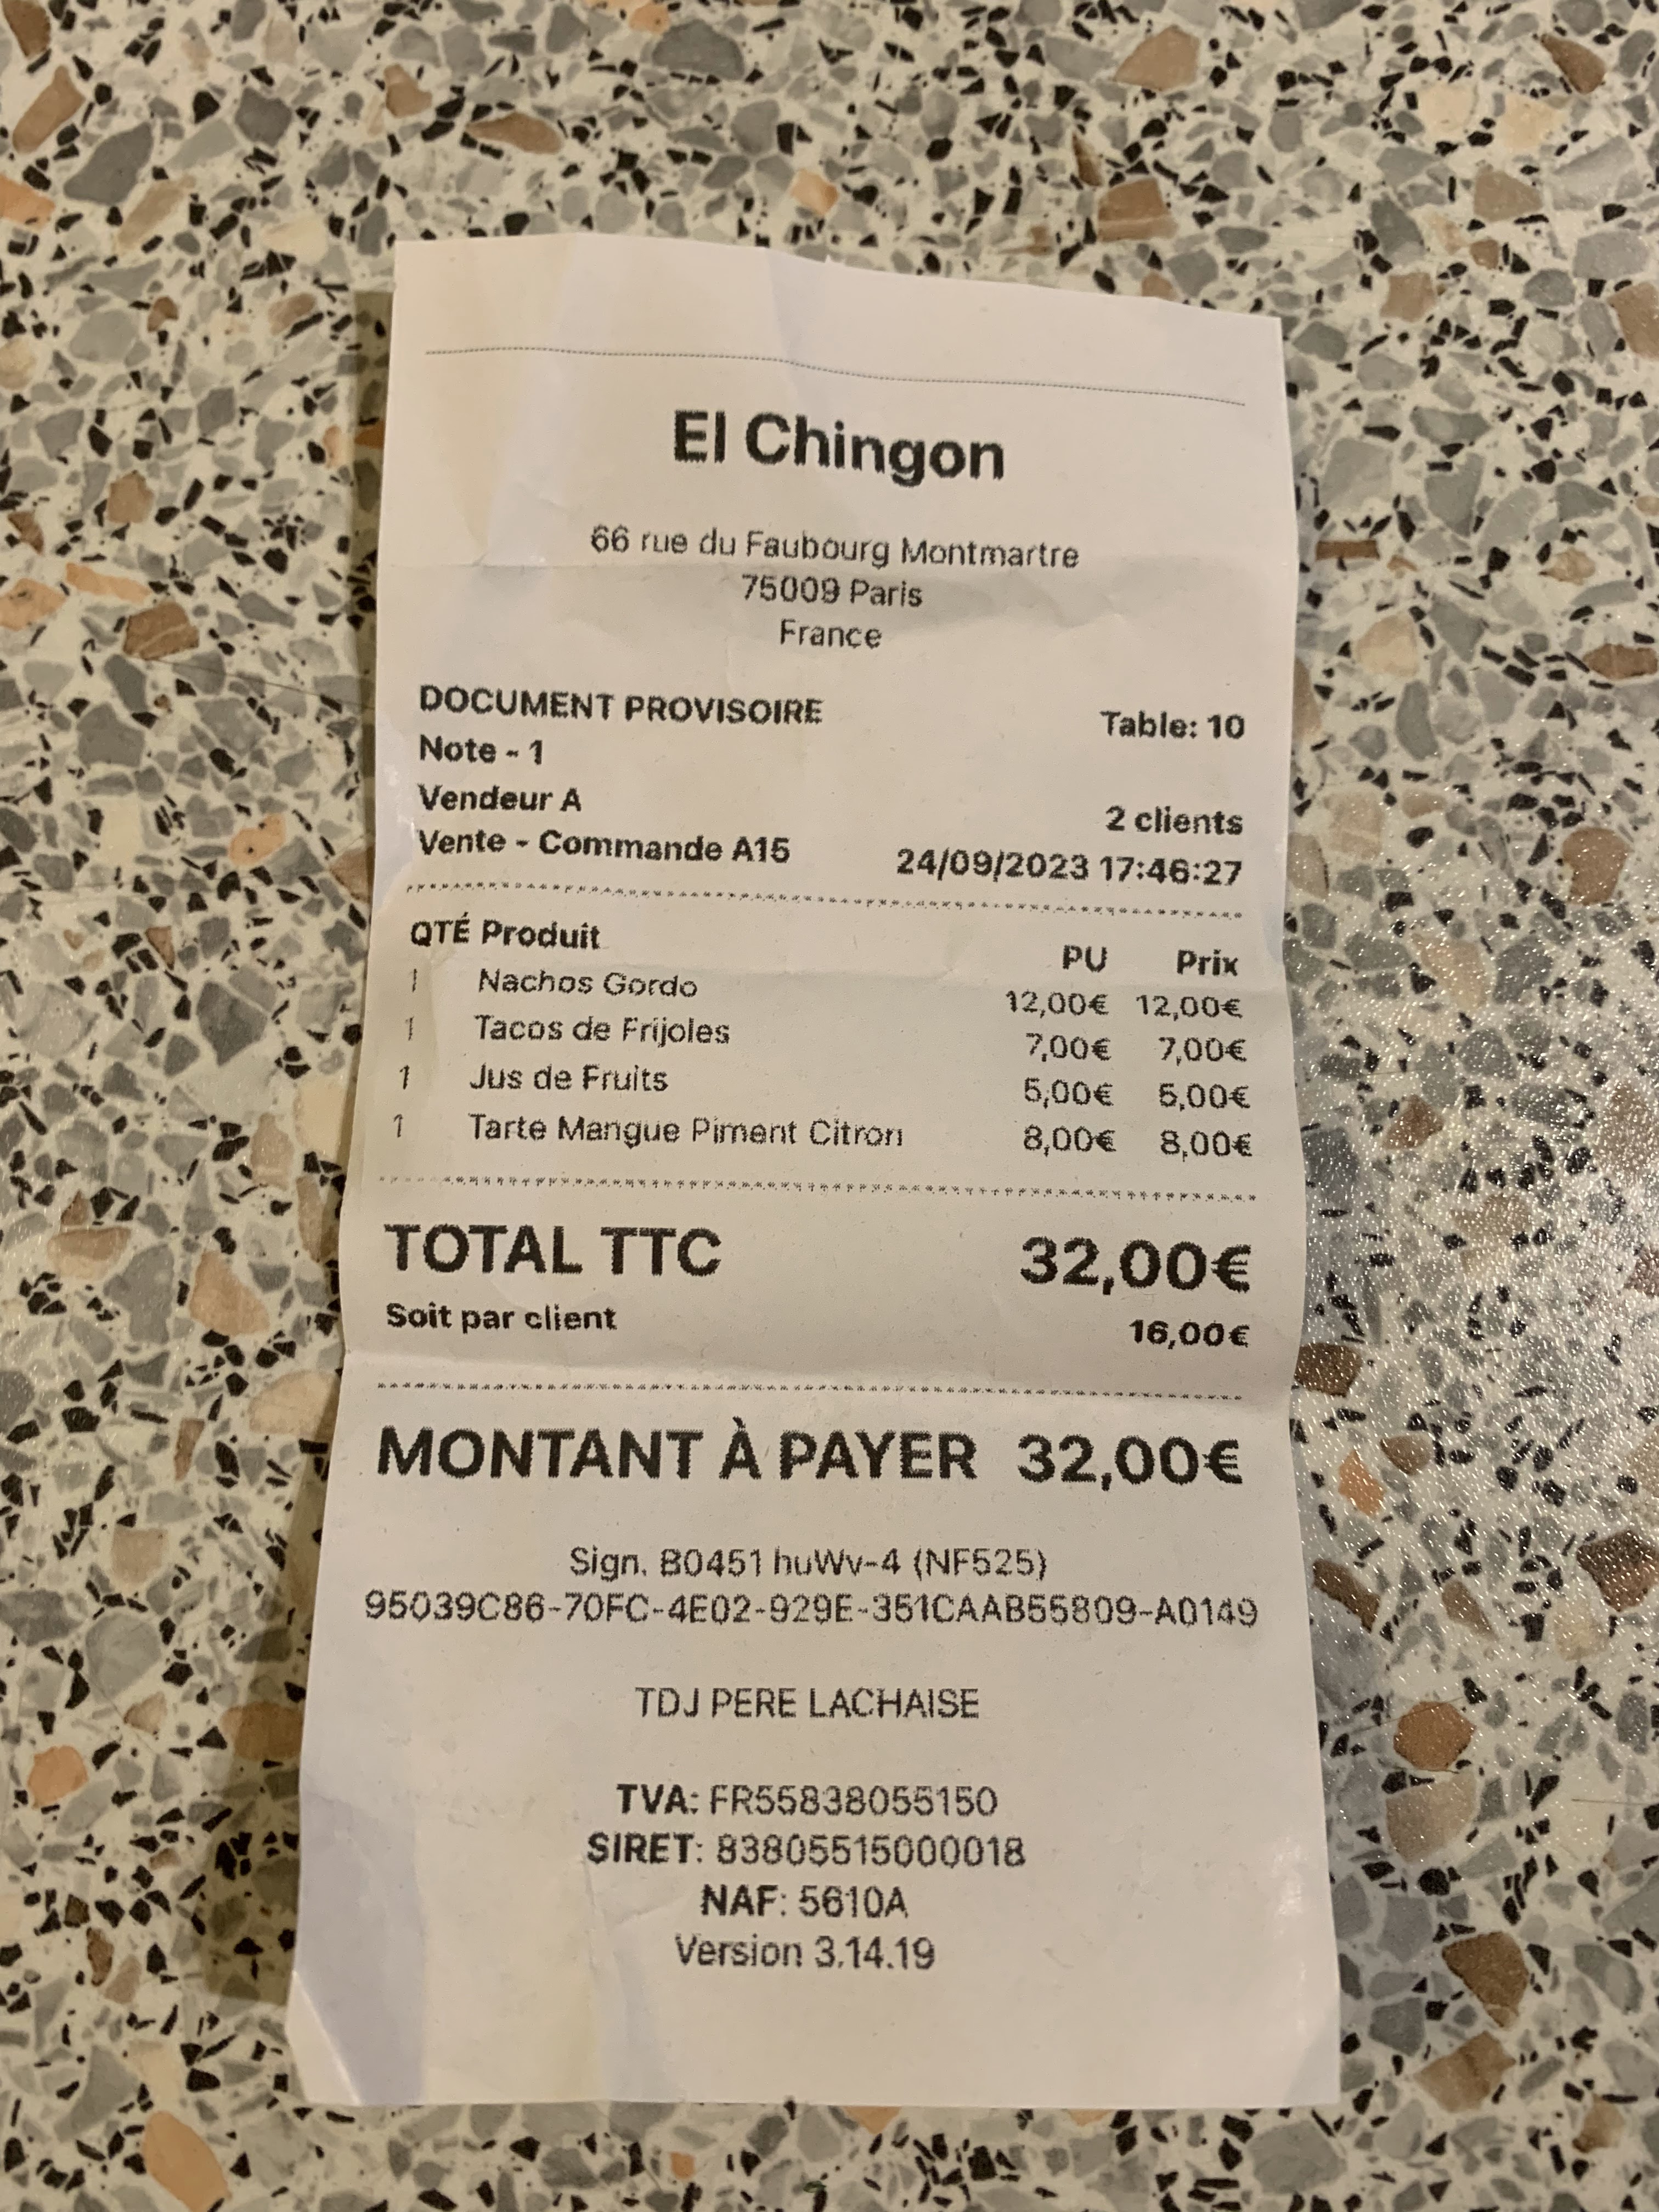 El Chingon
66 rue du Faubourg Montmartre
75009 Paris
France
DOCUMENT PROVISOIRE Table: 10
Note - 1
Vendeur A 2 clients
Vente - Commande A15 24/09/2023 17:46:27
QTÉ Produit PU Prix
1 Nachos Gordo 12,00€ 12,00€
1 Tacos de Frijoles 7,00€ 7,00€
1 Jus de Fruits 5,00€ 5,00€
1 Tarte Mangue Piment Citron 8,00€ 8,00€
TOTAL TTC 32,00€
Soit par client 16,00€
MONTANT À PAYER 32,00€
Sign. B0451 huWv-4 (NF525)
95039C86-70FC-4E02-929E-351CAAB55809-A0149
TDJ PERE LACHAISE
TVA: FR55838055150
SIRET: 83805515000018
NAF: 5610A
Version 3.14.19